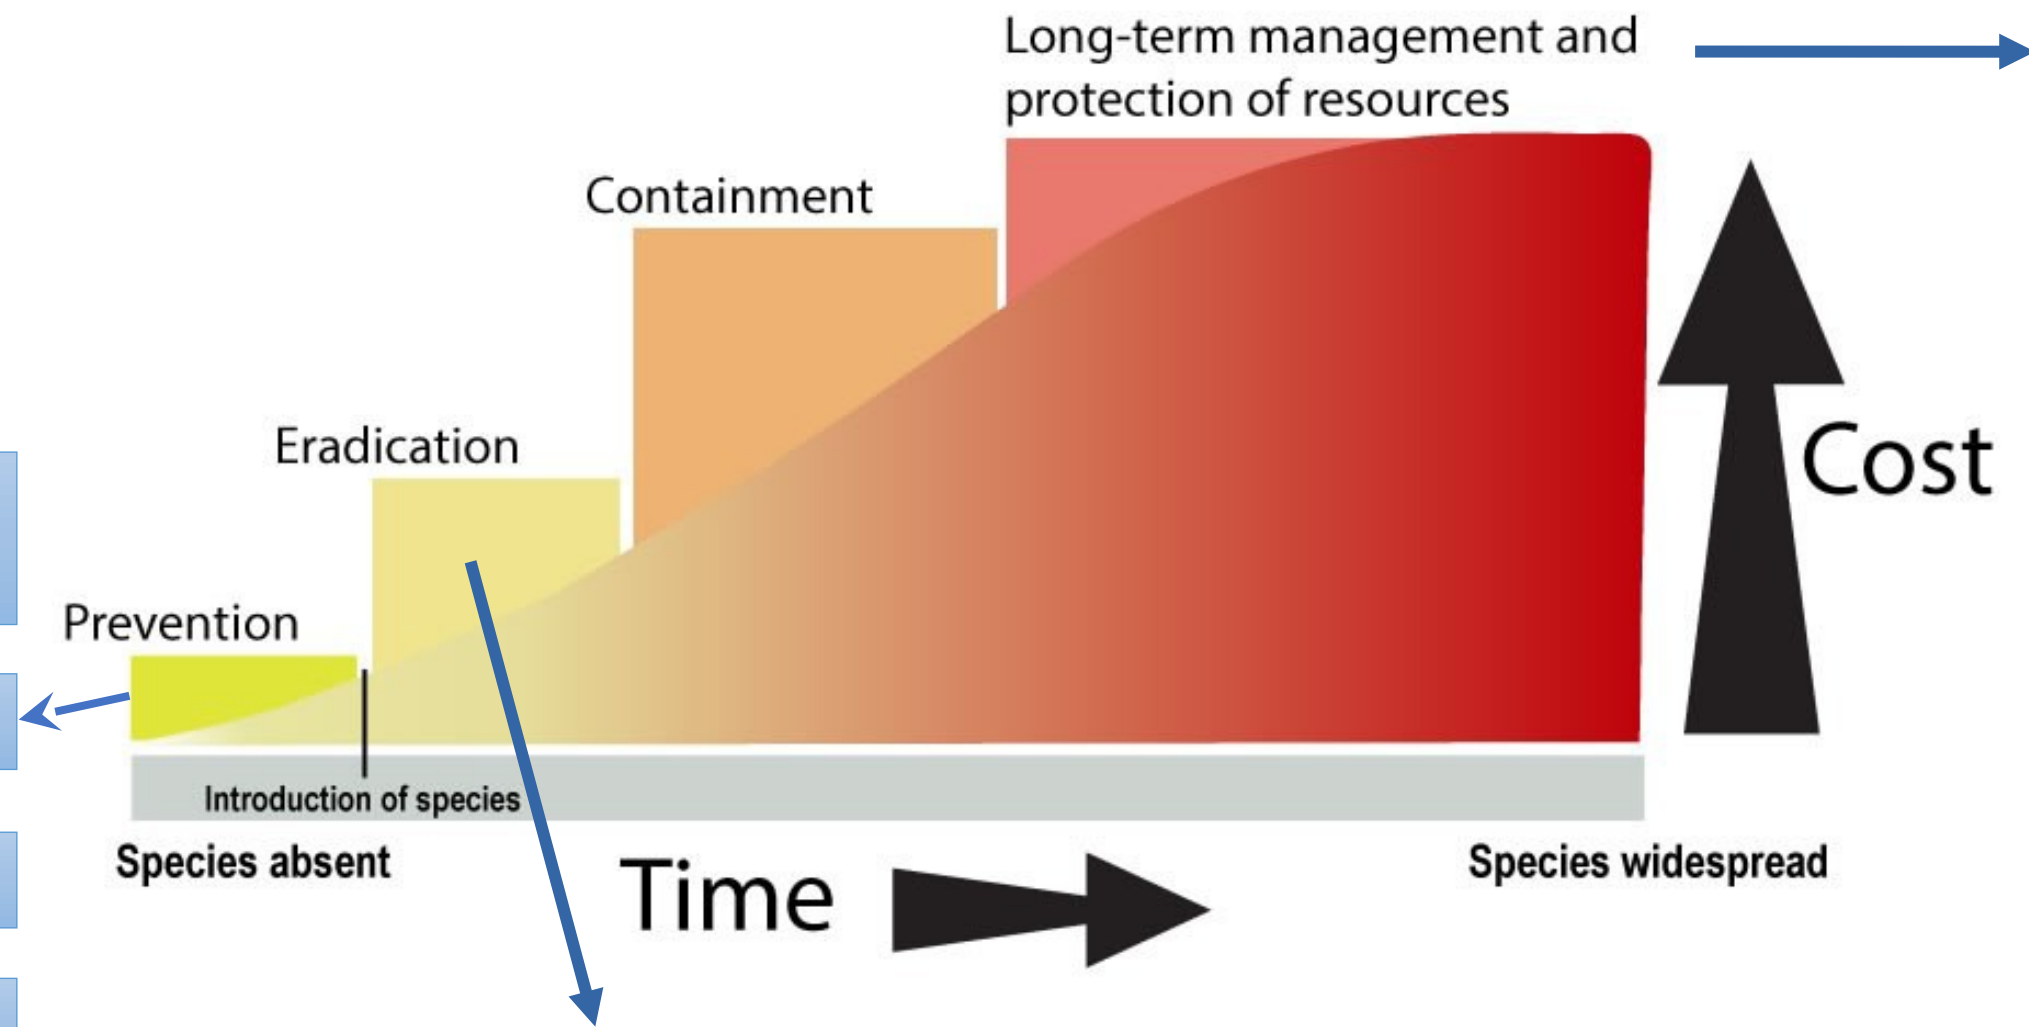 Long-term management and
protection of resources
Containment
Eradication
Prevention
Cost
Introduction of species
Species absent
Time
Species widespread